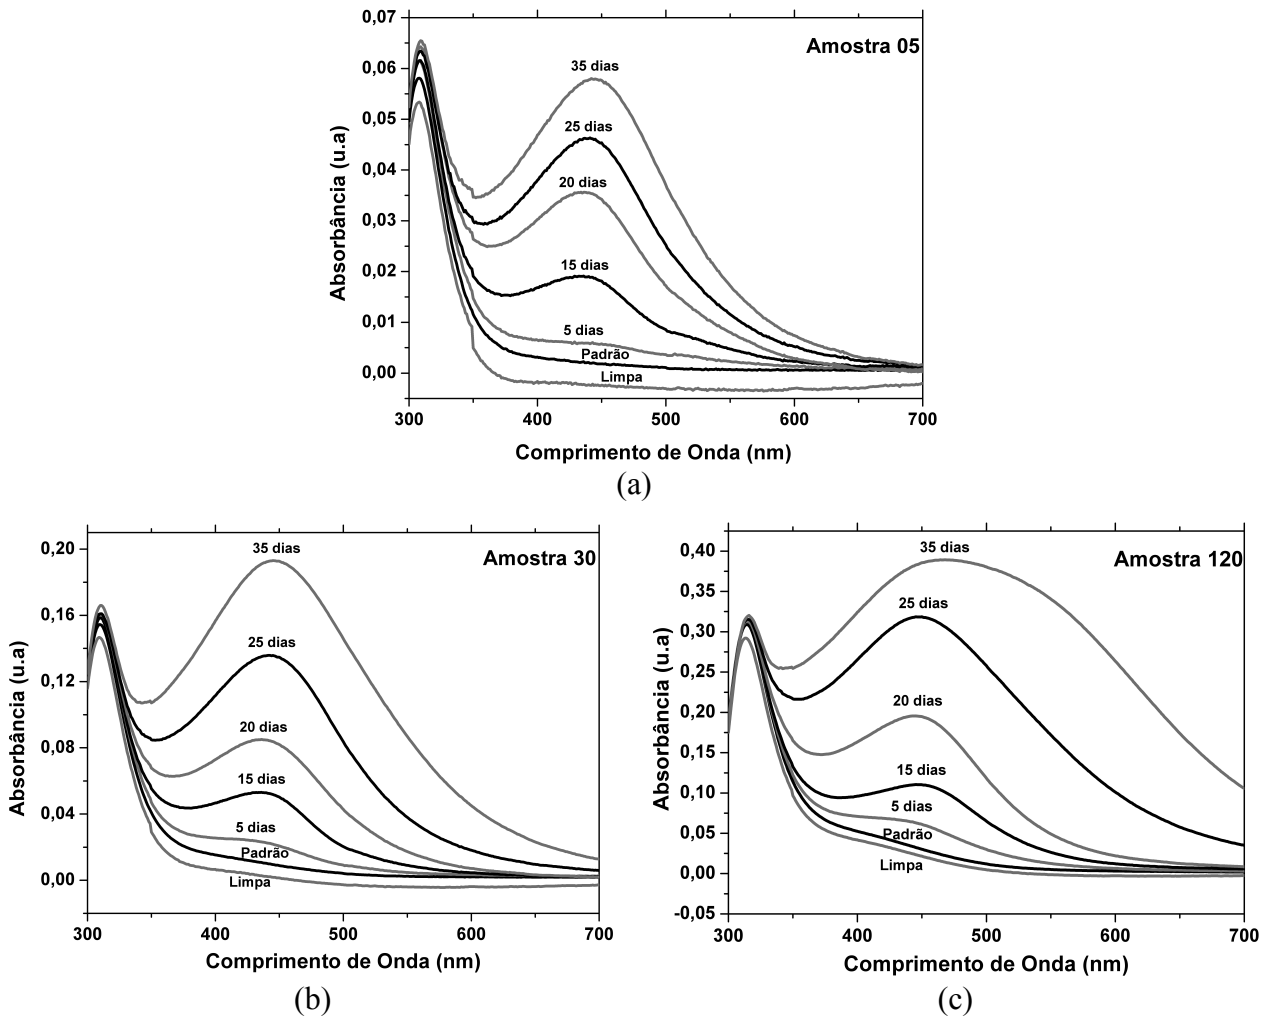 Amostra 05
Absorbância (u.a)
0,07
0,06
0,05
0,04
0,03
0,02
0,01
0,00
35 dias
25 dias
20 dias
15 dias
5 dias
Padrão
Limpa
300 400 500 600 700
Comprimento de Onda (nm)
(a)
Amostra 30
Absorbância (u.a)
0,20
0,16
0,12
0,08
0,04
0,00
35 dias
25 dias
20 dias
15 dias
5 dias
Padrão
Limpa
300 400 500 600 700
Comprimento de Onda (nm)
(b)
Amostra 120
Absorbância (u.a)
0,40
0,35
0,30
0,25
0,20
0,15
0,10
0,05
0,00
-0,05
35 dias
25 dias
20 dias
15 dias
5 dias
Padrão
Limpa
300 400 500 600 700
Comprimento de Onda (nm)
(c)